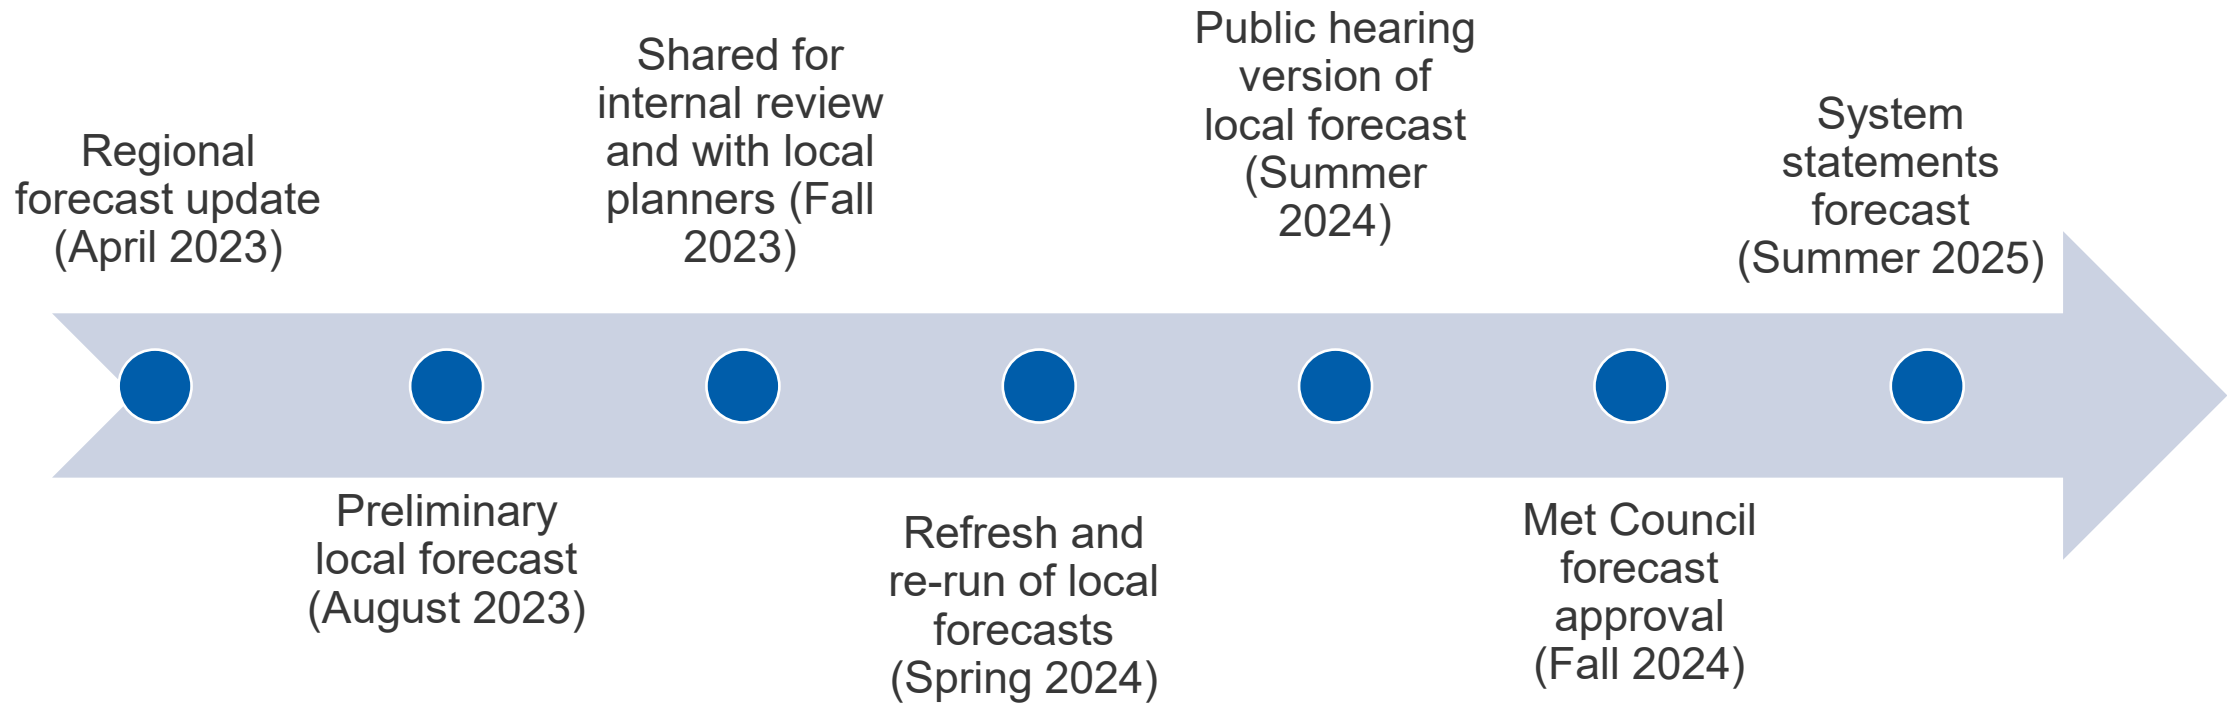 Regional
forecast update
(April 2023)
Preliminary
local forecast
(August 2023)
Shared for
internal review
and with local
planners (Fall
2023)
Refresh and
re-run of local
forecasts
(Spring 2024)
Public hearing
version of
local forecast
(Summer
2024)
Met Council
forecast
approval
(Fall 2024)
System
statements
forecast
(Summer 2025)